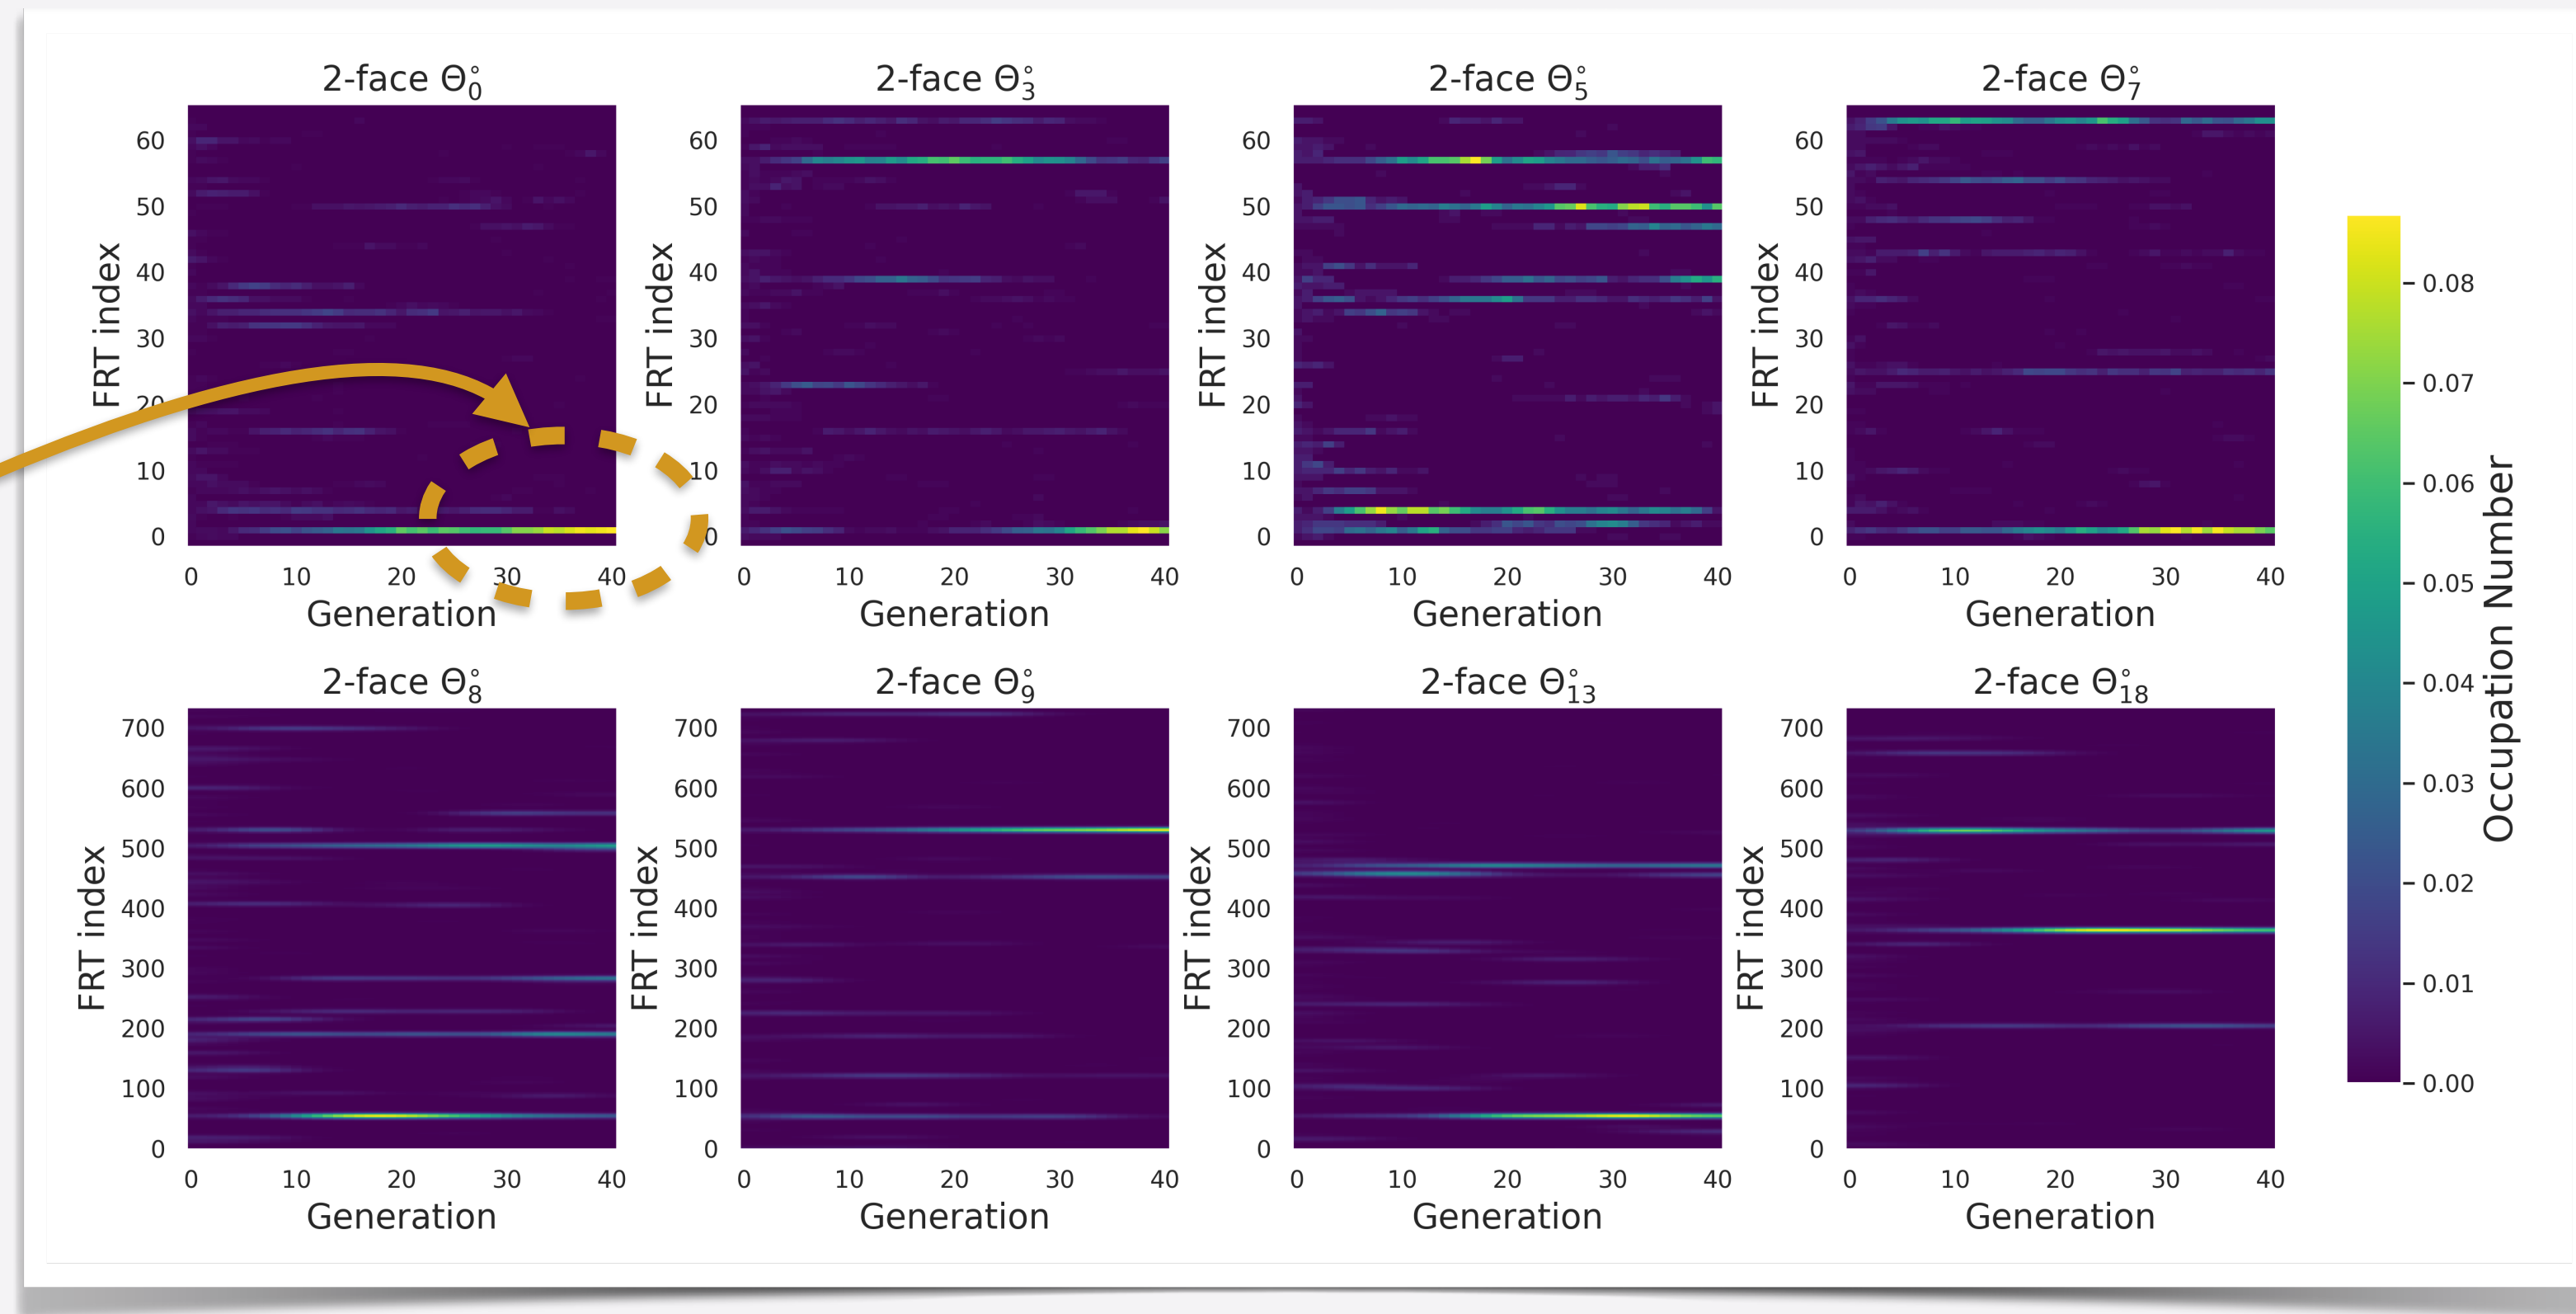 2-face Θ°0
2-face Θ°3
2-face Θ°5
2-face Θ°7
FRT index
60
50
40
30
20
10
0
0 10 20 30 40
Generation
FRT index
60
50
40
30
20
10
0
0 10 20 30 40
Generation
FRT index
60
50
40
30
20
10
0
0 10 20 30 40
Generation
FRT index
60
50
40
30
20
10
0
0 10 20 30 40
Generation
2-face Θ°8
2-face Θ°9
2-face Θ°13
2-face Θ°18
FRT index
700
600
500
400
300
200
100
0
0 10 20 30 40
Generation
FRT index
700
600
500
400
300
200
100
0
0 10 20 30 40
Generation
FRT index
700
600
500
400
300
200
100
0
0 10 20 30 40
Generation
FRT index
700
600
500
400
300
200
100
0
0 10 20 30 40
Generation
0.08
0.07
0.06
0.05
0.04
0.03
0.02
0.01
0.00
Occupation Number